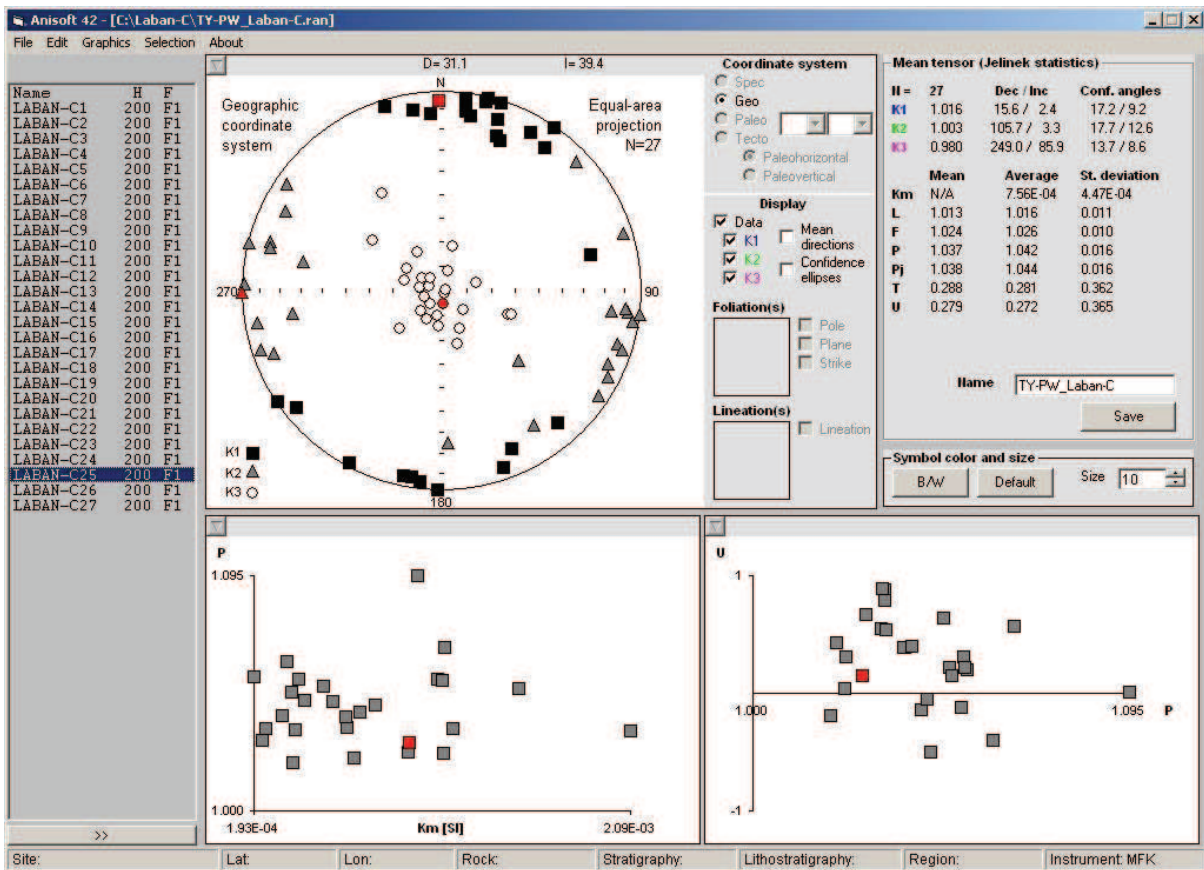 Anisoft 42 - [C:\Laban-C\TY-PW_Laban-C.ran]
File Edit Graphics Selection About
Name H F
LABAN-C1 200 F1
LABAN-C2 200 F1
LABAN-C3 200 F1
LABAN-C4 200 F1
LABAN-C5 200 F1
LABAN-C6 200 F1
LABAN-C7 200 F1
LABAN-C8 200 F1
LABAN-C9 200 F1
LABAN-C10 200 F1
LABAN-C11 200 F1
LABAN-C12 200 F1
LABAN-C13 200 F1
LABAN-C14 200 F1
LABAN-C15 200 F1
LABAN-C16 200 F1
LABAN-C17 200 F1
LABAN-C18 200 F1
LABAN-C19 200 F1
LABAN-C20 200 F1
LABAN-C21 200 F1
LABAN-C22 200 F1
LABAN-C23 200 F1
LABAN-C24 200 F1
LABAN-C25 200 F1
LABAN-C26 200 F1
LABAN-C27 200 F1
>>
D= 31.1 I= 39.4
Geographic
coordinate
system
N
Equal-area
projection
N=27
270
90
180
K1
K2
K3
Coordinate system
Spec
Geo
Paleo
Tecto
Paleohorizontal
Paleovertical
Display
Data
K1
K2
K3
Mean
directions
Confidence
ellipses
Foliation(s)
Pole
Plane
Strike
Lineation(s)
Lineation
Mean tensor (Jelinek statistics)
N = 27 Dec / Inc Conf. angles
K1 1.016 15.6 / 2.4 17.2 / 9.2
K2 1.003 105.7 / 3.3 17.7 / 12.6
K3 0.980 249.0 / 85.9 13.7 / 8.6
Mean Average St. deviation
Km N/A 7.56E-04 4.47E-04
L 1.013 1.016 0.011
F 1.024 1.026 0.010
P 1.037 1.042 0.016
Pj 1.038 1.044 0.016
T 0.288 0.281 0.362
U 0.279 0.272 0.365
Name TY-PW_Laban-C
Save
Symbol color and size
B/W Default Size 10
P
1.095
1.000
1.93E-04 Km [SI] 2.09E-03
U
1
1.000 1.095 P
-1
Site: Lat: Lon: Rock: Stratigraphy: Lithostratigraphy: Region: Instrument: MFK